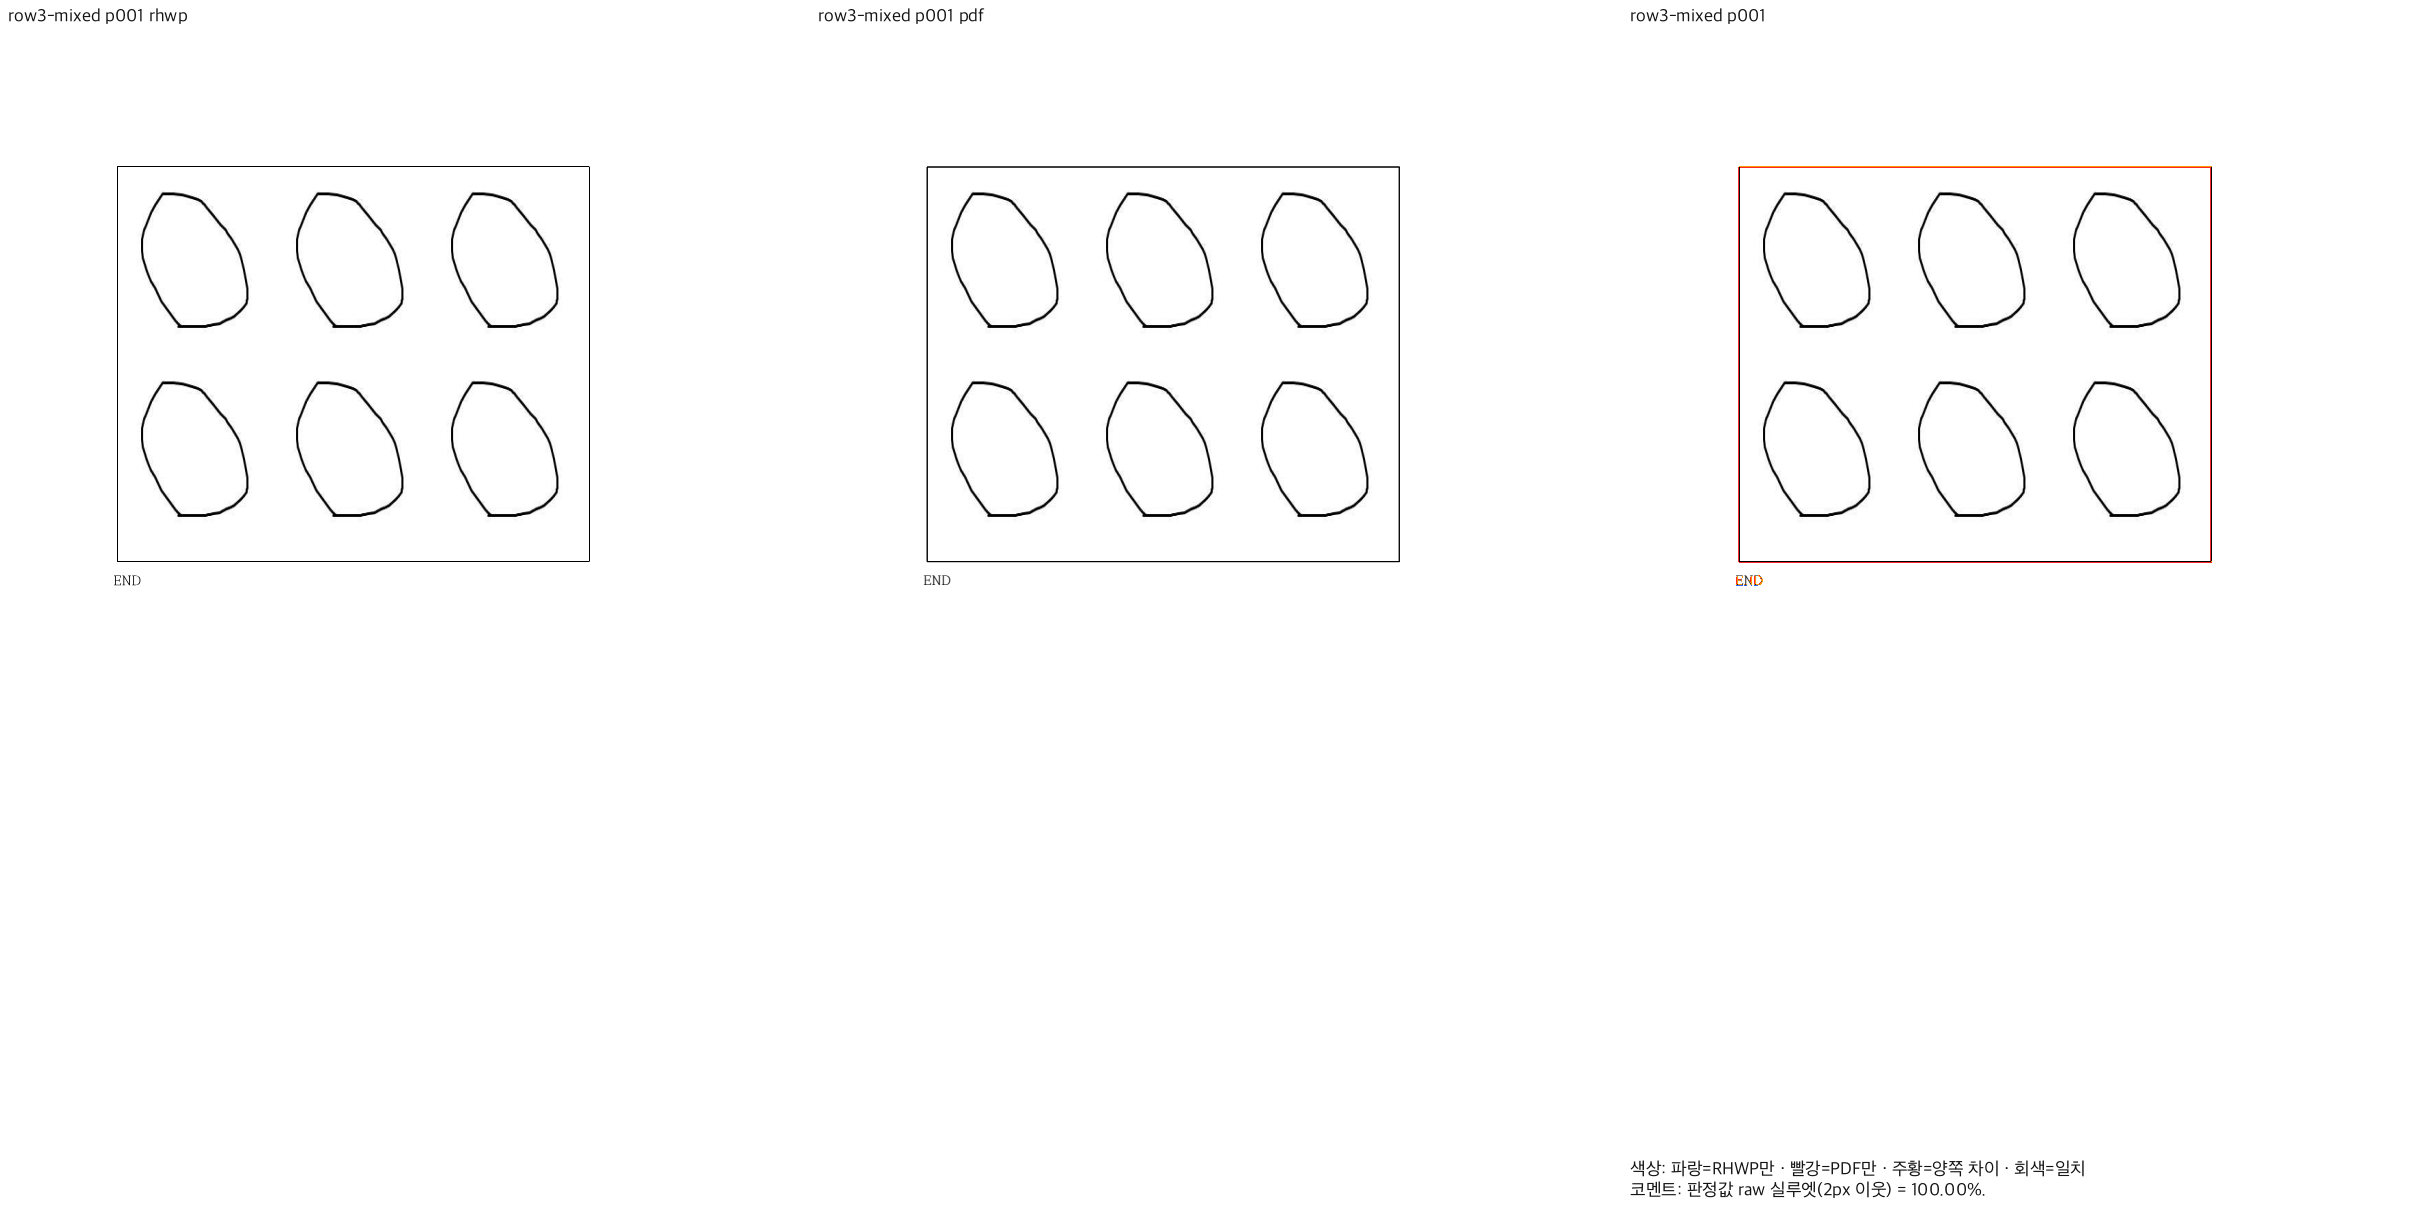 row3-mixed p001 rhwp
row3-mixed p001 pdf
row3-mixed p001
END
END
END
색상: 파랑=RHWP만 · 빨강=PDF만 · 주황=양쪽 차이 · 회색=일치
코멘트: 판정값 raw 실루엣(2px 이웃) = 100.00%.